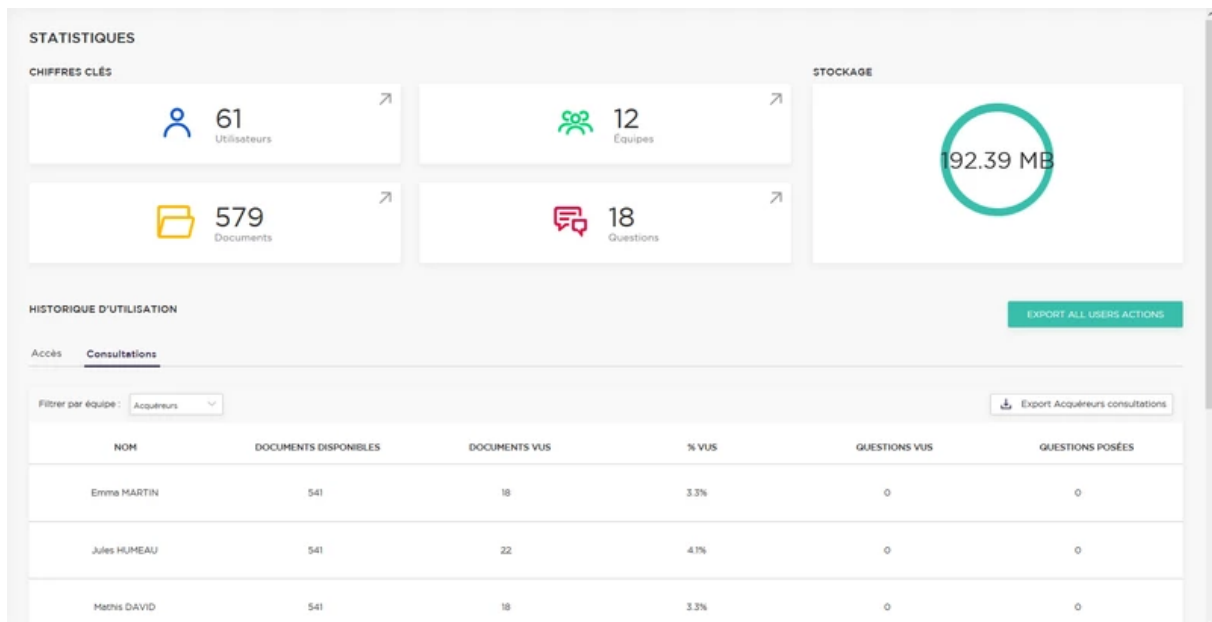 STATISTIQUES
CHIFFRES CLÉS
STOCKAGE
61
Utilisateurs
12
Équipes
192.39 MB
579
Documents
18
Questions
HISTORIQUE D'UTILISATION
EXPORT ALL USERS ACTIONS
Accès Consultations
Filtrer par équipe : Acquéreurs
Export Acquéreurs consultations
NOM DOCUMENTS DISPONIBLES DOCUMENTS VUS % VUS QUESTIONS VUS QUESTIONS POSÉES
Emma MARTIN 541 18 3.3% 0 0
Jules HUMEAU 541 22 4.1% 0 0
Mathis DAVID 541 18 3.3% 0 0